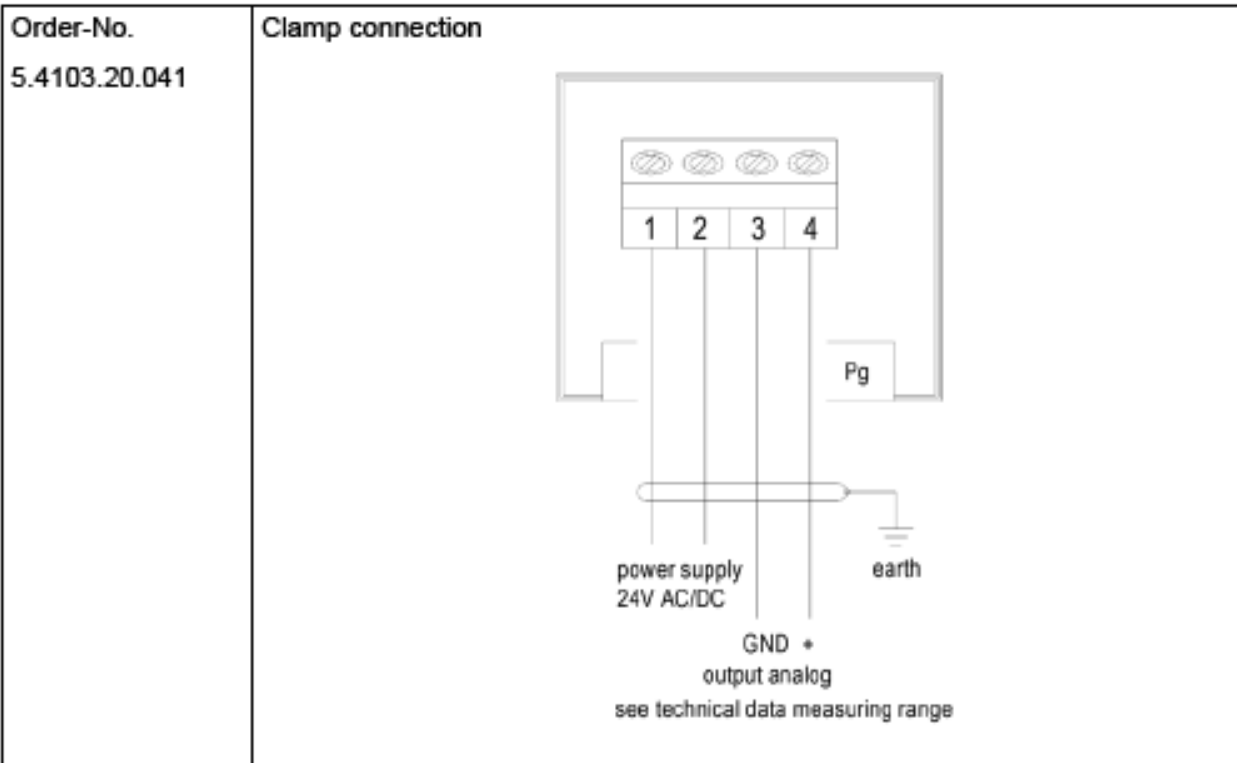 Order-No.
5.4103.20.041
Clamp connection
1 2 3 4
Pg
power supply
24V AC/DC
earth
GND +
output analog
see technical data measuring range